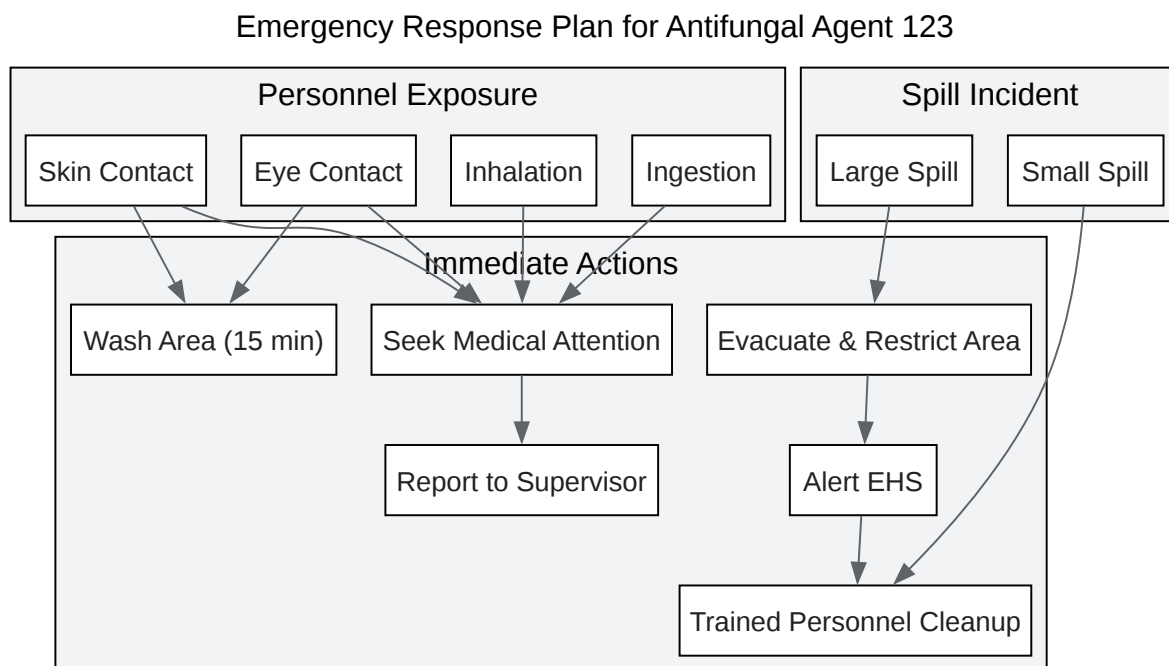 Emergency Response Plan for Antifungal Agent 123
Personnel Exposure
Spill Incident
Skin Contact
Eye Contact
Inhalation
Ingestion
Large Spill
Small Spill
Immediate Actions
Wash Area (15 min)
Seek Medical Attention
Evacuate & Restrict Area
Report to Supervisor
Alert EHS
Trained Personnel Cleanup